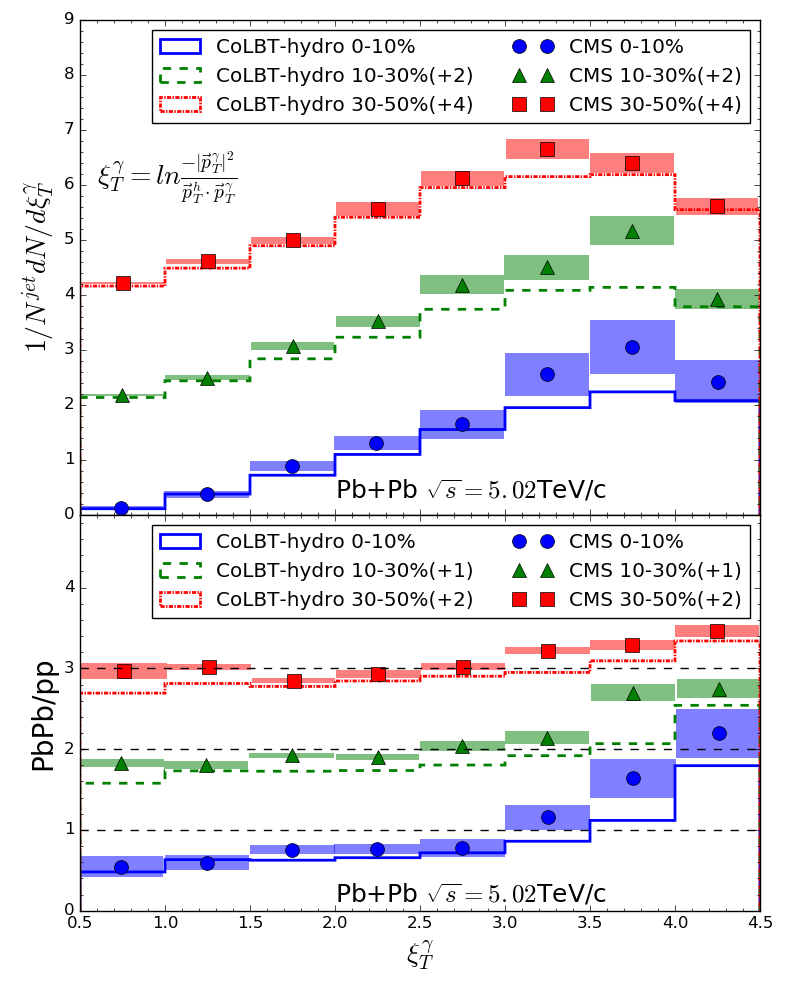 9
8
7
6
5
4
3
2
1
0
1/N^{jet}dN/dξ_T^γ
CoLBT-hydro 0-10%
CoLBT-hydro 10-30%(+2)
CoLBT-hydro 30-50%(+4)
CMS 0-10%
CMS 10-30%(+2)
CMS 30-50%(+4)
ξ_T^γ = ln \frac{-|\vec{p}_T^γ|^2}{\vec{p}_T^h · \vec{p}_T^γ}
Pb+Pb √s = 5.02TeV/c
4
3
2
1
0
PbPb/pp
CoLBT-hydro 0-10%
CoLBT-hydro 10-30%(+1)
CoLBT-hydro 30-50%(+2)
CMS 0-10%
CMS 10-30%(+1)
CMS 30-50%(+2)
Pb+Pb √s = 5.02TeV/c
0.5 1.0 1.5 2.0 2.5 3.0 3.5 4.0 4.5
ξ_T^γ